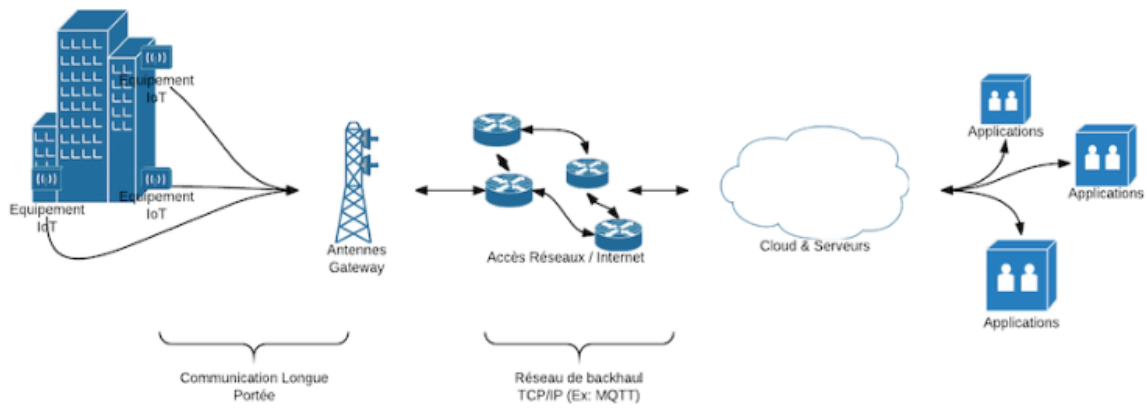 Equipement
IoT
Equipement
IoT
Equipement
IoT
Antennes
Gateway
Accès Réseaux / Internet
Cloud & Serveurs
Applications
Applications
Applications
Communication Longue
Portée
Réseau de backhaul
TCP/IP (Ex: MQTT)